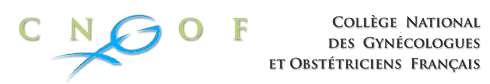 CNGOF
COLLÈGE NATIONAL
DES GYNÉCOLOGUES
ET OBSTÉTRICIENS FRANÇAIS